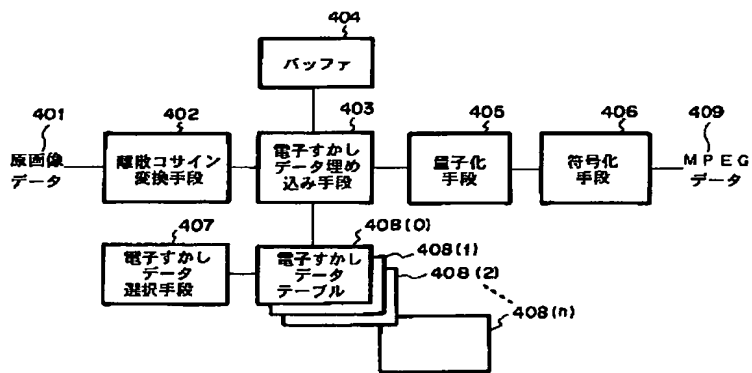 404
バッファ
401
402
403
405
406
409
原画像
データ
離散コサイン
変換手段
電子すかし
データ埋め
込み手段
量子化
手段
符号化
手段
MPEG
データ
407
408(0)
408(1)
408(2)
408(n)
電子すかし
データ
選択手段
電子すかし
データ
テーブル